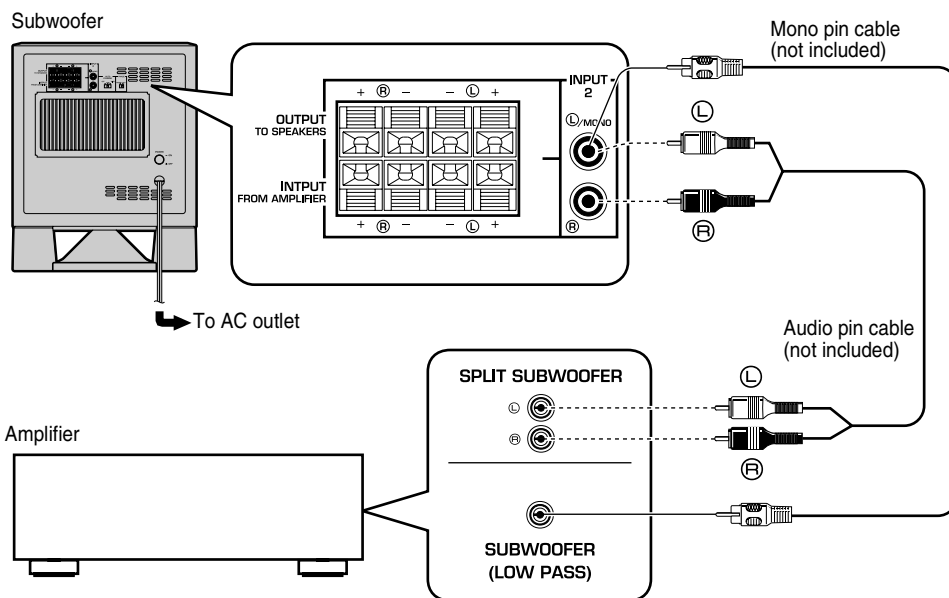 Subwoofer
Mono pin cable
(not included)
INPUT
2
+ R − − L +
OUTPUT
TO SPEAKERS
L/MONO
L
INTPUT
FROM AMPLIFIER
+ R − − L +
R
R
To AC outlet
Audio pin cable
(not included)
SPLIT SUBWOOFER
L
L
R
R
Amplifier
SUBWOOFER
(LOW PASS)